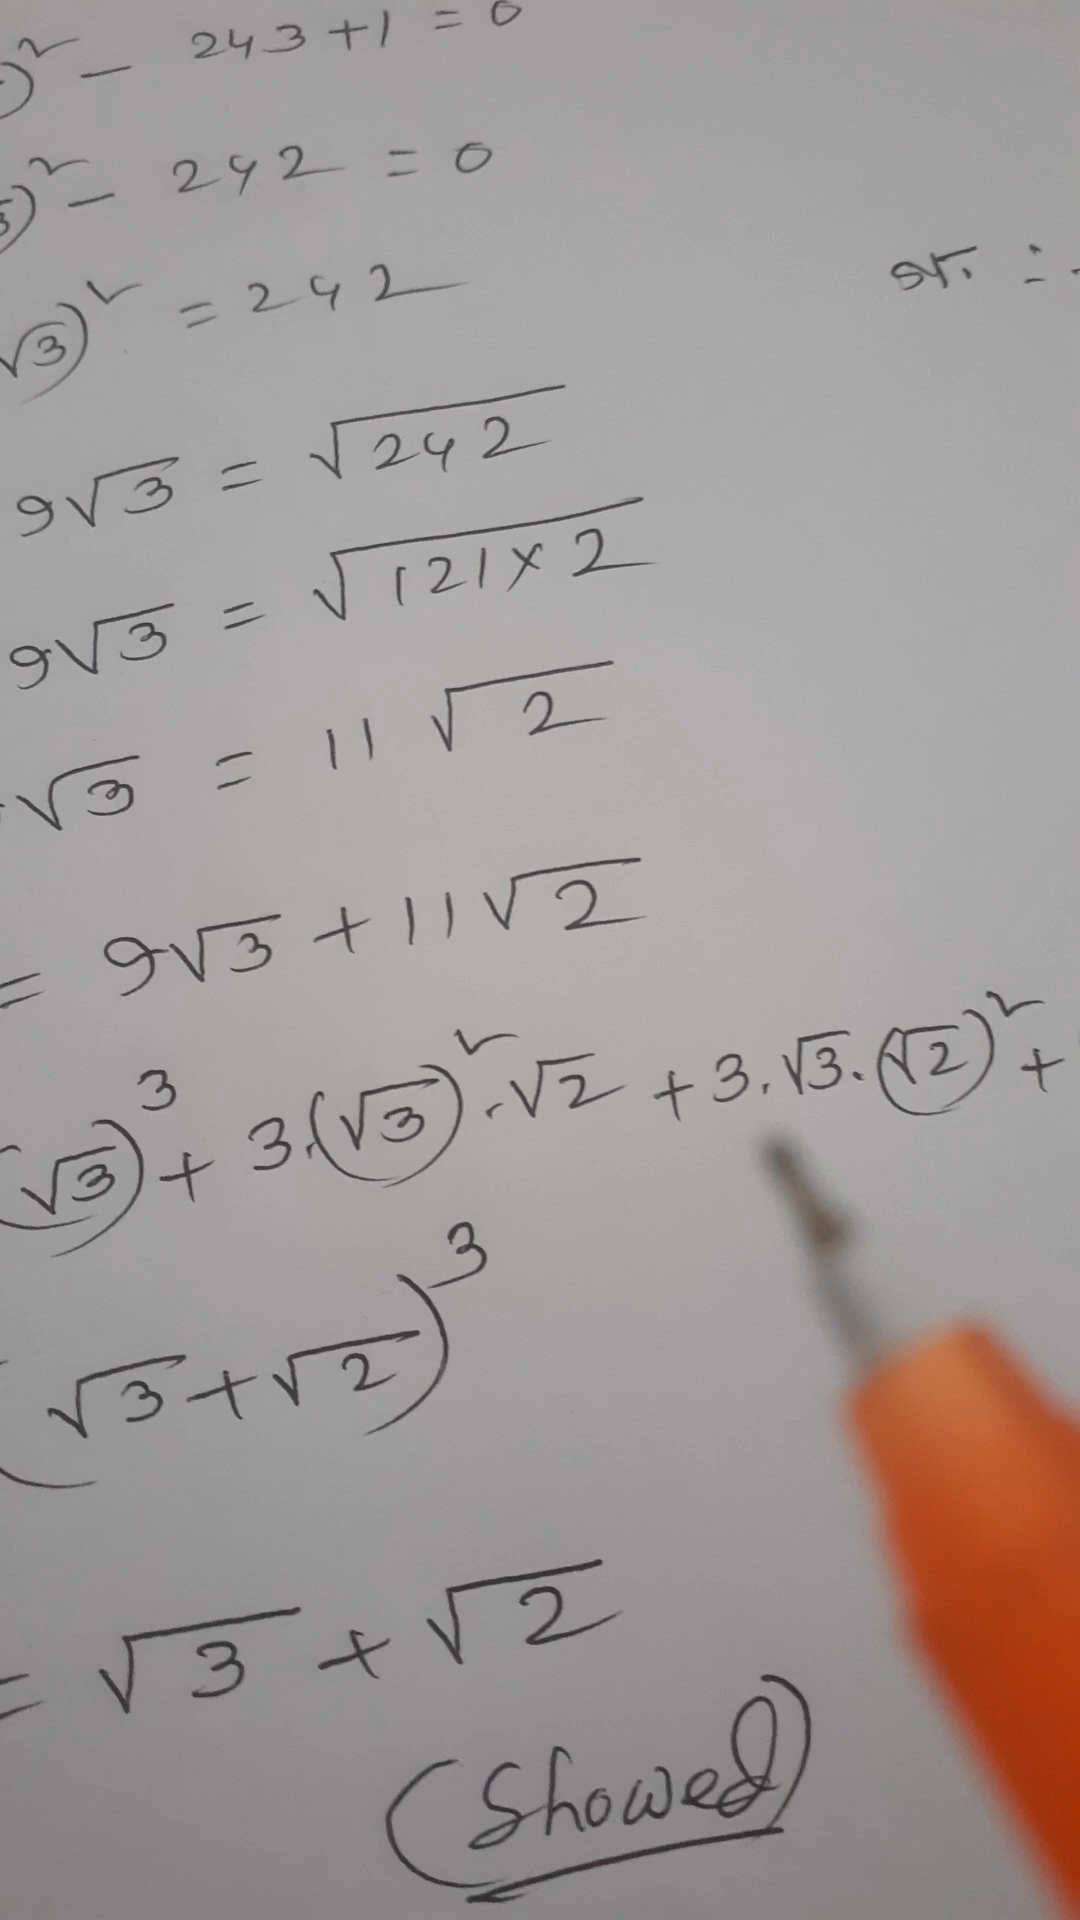 )² - 243 + 1 = 0
)² - 242 = 0
√3)² = 242
9√3 = √242
9√3 = √121 × 2
√3 = 11√2
= 9√3 + 11√2
(√3)³ + 3.(√3)².√2 + 3.√3.(√2)² +
(√3 + √2)³
= √3 + √2
(Showed)